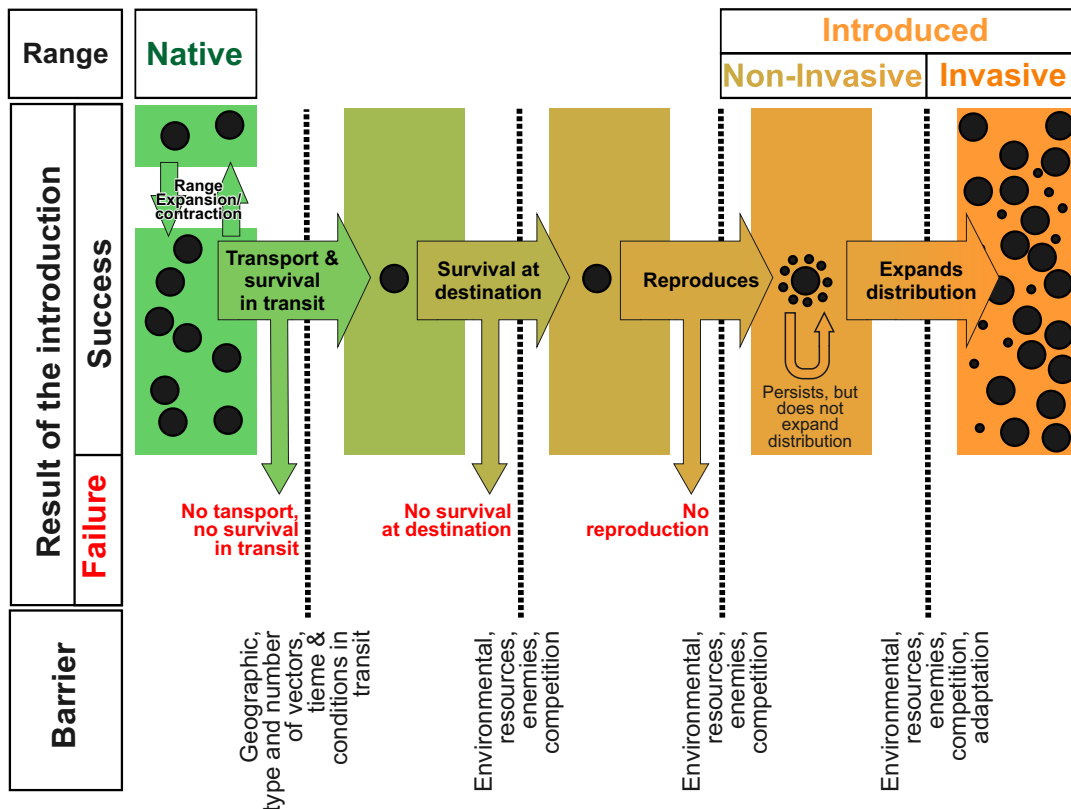 Range
Native
Introduced
Non-Invasive
Invasive
Result of the introduction
Success
Failure
Range
Expansion/
contraction
Transport &
survival
in transit
Survival at
destination
Reproduces
Expands
distribution
Persists, but
does not
expand
distribution
No tansport,
no survival
in transit
No survival
at destination
No
reproduction
Barrier
Geographic,
type and number
of vectors,
tieme &
conditions in
transit
Environmental,
resources,
enemies,
competition
Environmental,
resources,
enemies,
competition
Environmental,
resources,
enemies,
competition,
adaptation